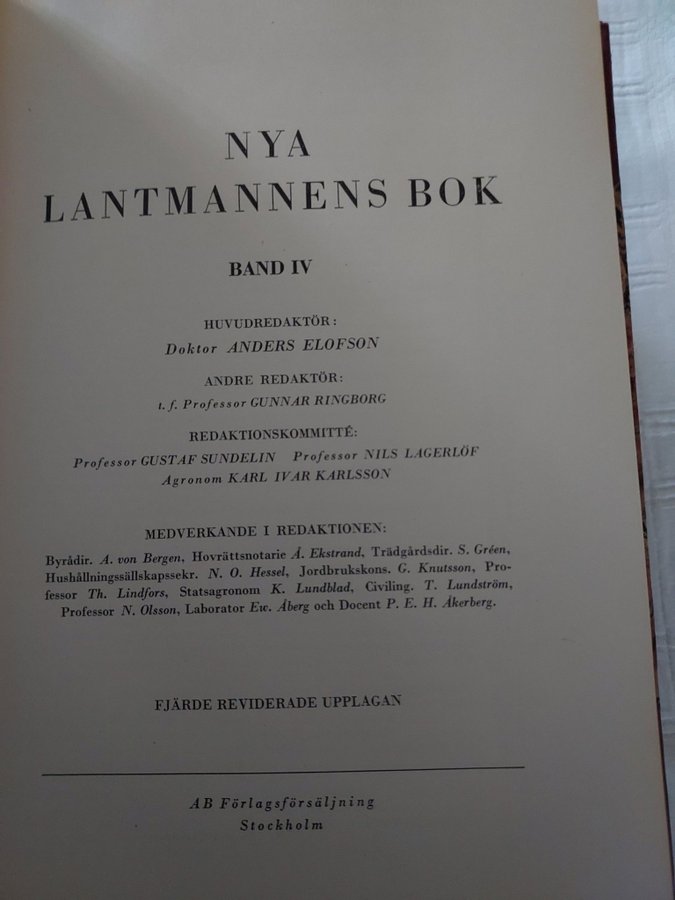 NYA
LANTMANNENS BOK
BAND IV
HUVUDREDAKTÖR:
Doktor ANDERS ELOFSON
ANDRE REDAKTÖR:
t. f. Professor GUNNAR RINGBORG
REDAKTIONSKOMMITTÉ:
Professor GUSTAF SUNDELIN Professor NILS LAGERLÖF
Agronom KARL IVAR KARLSSON
MEDVERKANDE I REDAKTIONEN:
Byrådir. A. von Bergen, Hovrättsnotarie Å. Ekstrand, Trädgårdsdir. S. Gréen,
Hushållningssällskapssekr. N. O. Hessel, Jordbrukskons. G. Knutsson, Pro-
fessor Th. Lindfors, Statsagronom K. Lundblad, Civiling. T. Lundström,
Professor N. Olsson, Laborator Ew. Åberg och Docent P. E. H. Åkerberg.
FJÄRDE REVIDERADE UPPLAGAN
AB Förlagsförsäljning
Stockholm